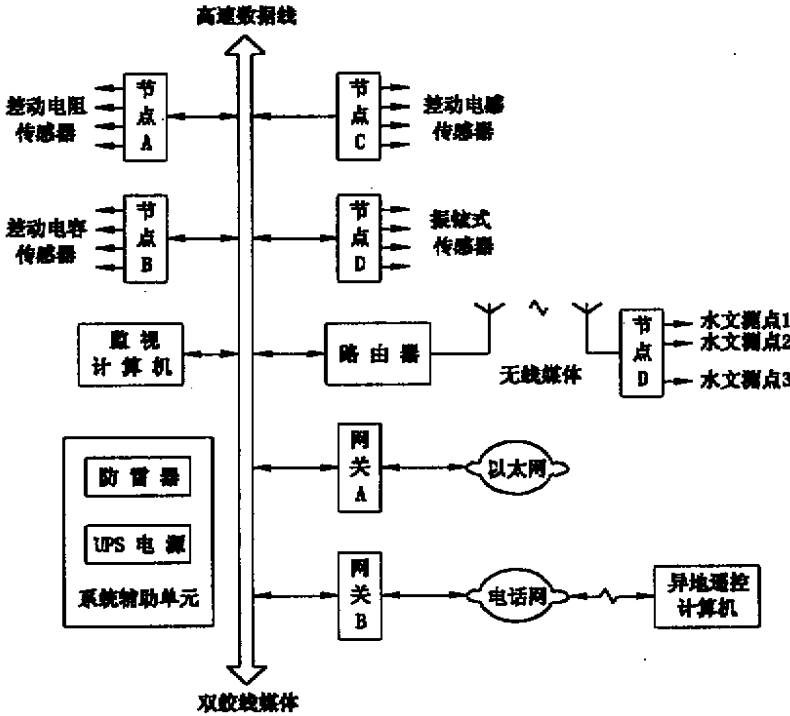 高速数据线
差动电阻
传感器
节
点
A
节
点
C
差动电感
传感器
差动电容
传感器
节
点
B
节
点
D
振弦式
传感器
监视
计算机
路由器
无线媒体
节
点
D
水文测点1
水文测点2
水文测点3
防雷器
UPS 电源
系统辅助单元
网
关
A
以太网
网
关
B
电话网
异地遥控
计算机
双绞线媒体